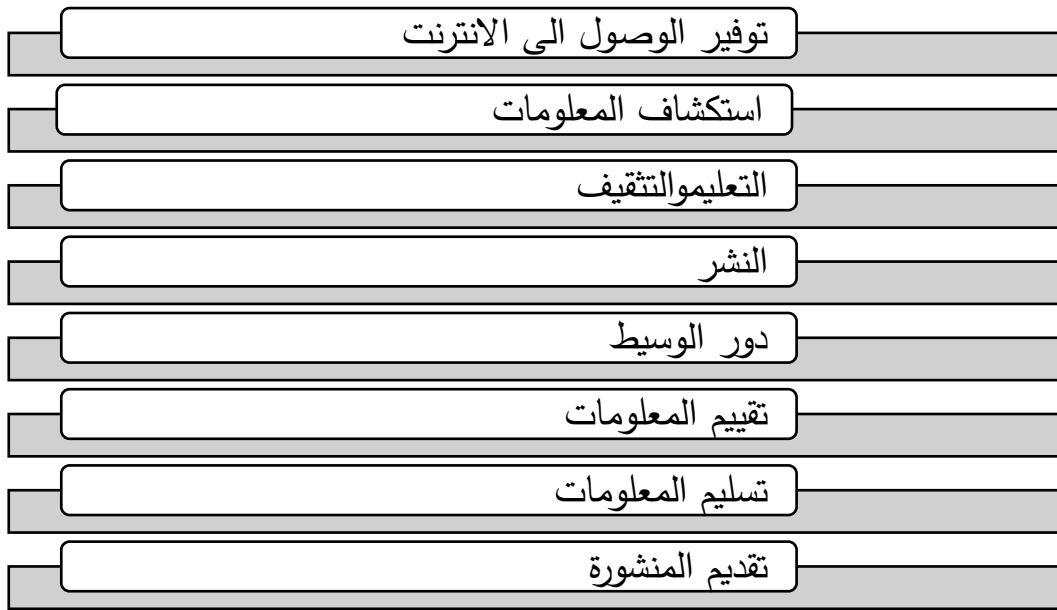 توفير الوصول الى الانترنت
استكشاف المعلومات
التعليموالتثقيف
النشر
دور الوسيط
تقييم المعلومات
تسليم المعلومات
تقديم المنشورة